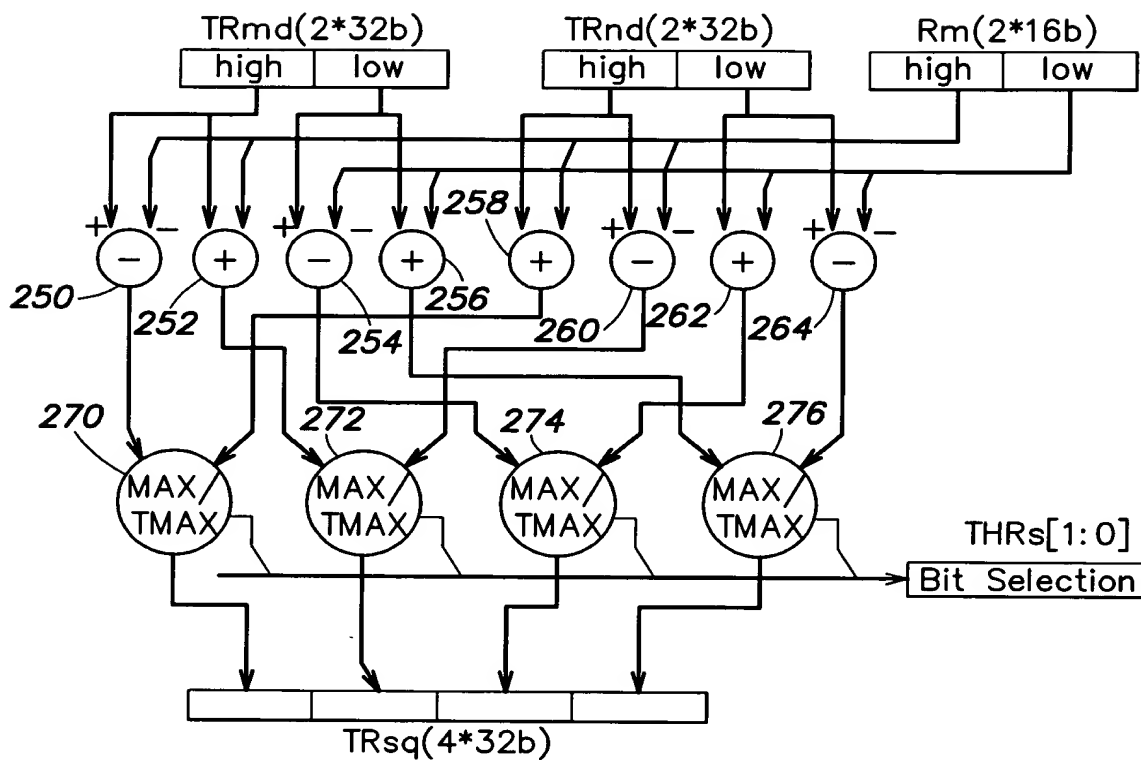 TRmd(2*32b) TRnd(2*32b) Rm(2*16b)
high low high low high low
+ − + − + − + −
− + − + + − + −
250 252 254 256 258 260 262 264
270 272 274 276
MAX/ MAX/ MAX/ MAX/
TMAX TMAX TMAX TMAX
THRs[1:0]
Bit Selection
TRsq(4*32b)